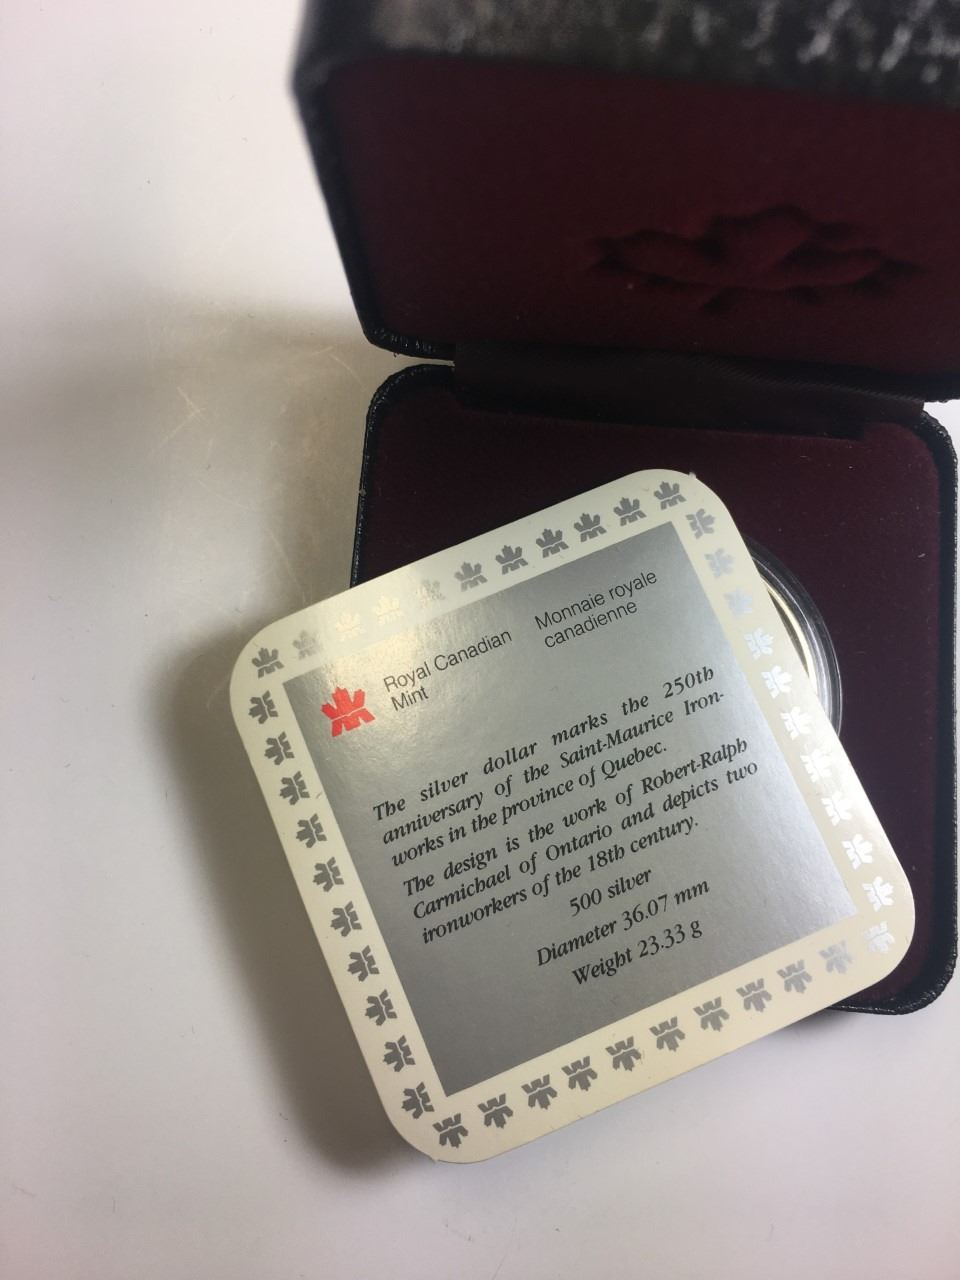 Royal Canadian
Mint
Monnaie royale
canadienne
The silver dollar marks the 250th
anniversary of the Saint-Maurice Iron-
works in the province of Quebec.
The design is the work of Robert-Ralph
Carmichael of Ontario and depicts two
ironworkers of the 18th century.
500 silver
Diameter 36.07 mm
Weight 23.33 g